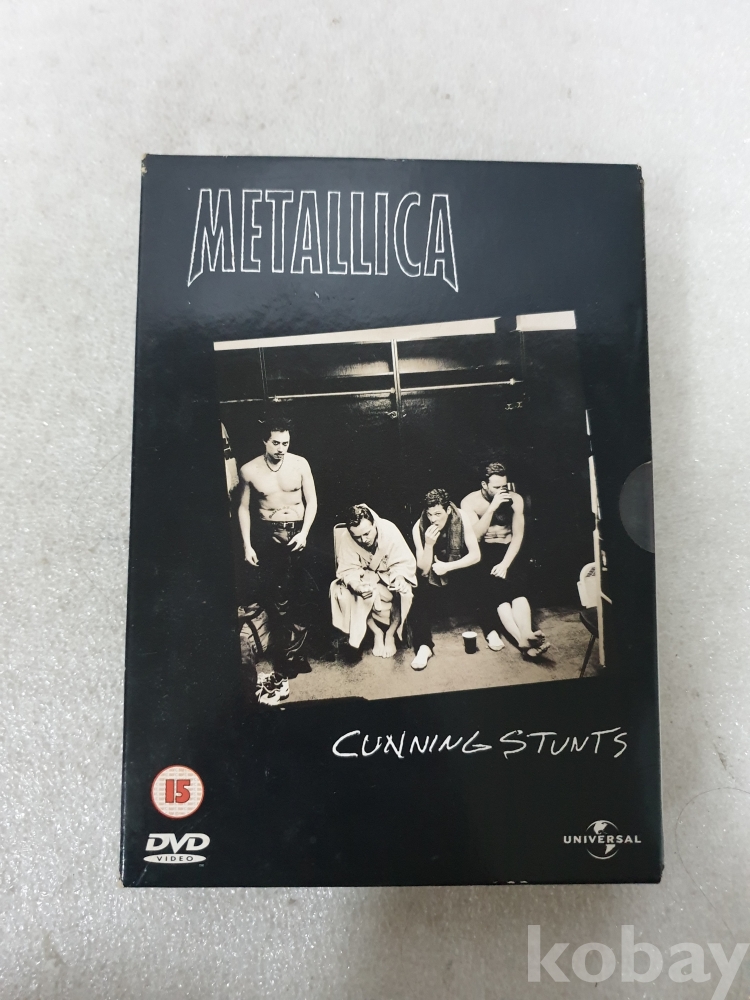 METALLICA
CUNNING STUNTS
15
DVD
VIDEO
UNIVERSAL
kobay